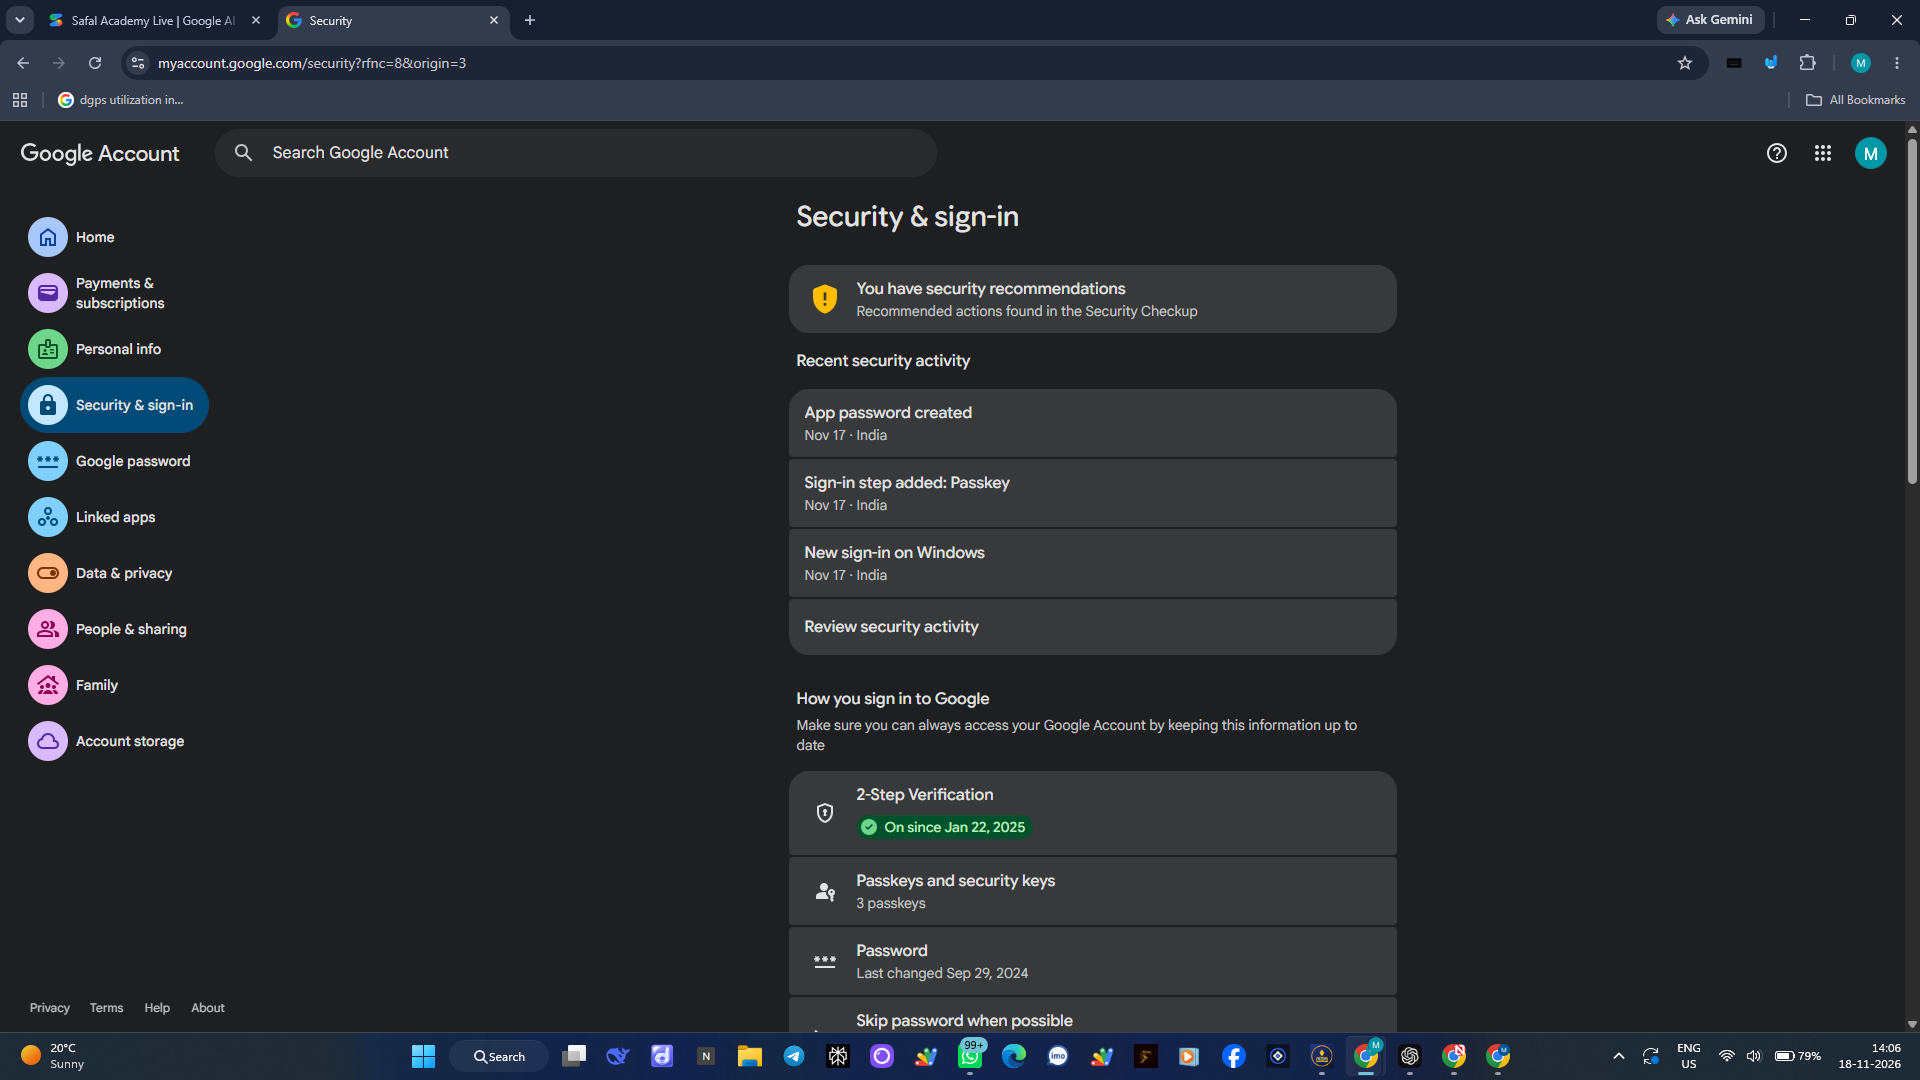 Safal Academy Live | Google AI
Security
Ask Gemini
myaccount.google.com/security?rfnc=8&origin=3
M
dgps utilization in...
All Bookmarks
Google Account
Search Google Account
M
Home
Payments &
subscriptions
Personal info
Security & sign-in
Google password
Linked apps
Data & privacy
People & sharing
Family
Account storage
Security & sign-in
You have security recommendations
Recommended actions found in the Security Checkup
Recent security activity
App password created
Nov 17 · India
Sign-in step added: Passkey
Nov 17 · India
New sign-in on Windows
Nov 17 · India
Review security activity
How you sign in to Google
Make sure you can always access your Google Account by keeping this information up to
date
2-Step Verification
On since Jan 22, 2025
Passkeys and security keys
3 passkeys
Password
Last changed Sep 29, 2024
Skip password when possible
Privacy Terms Help About
20°C
Sunny
Search
N
99+
imo
M
ENG
US
79%
14:06
18-11-2026